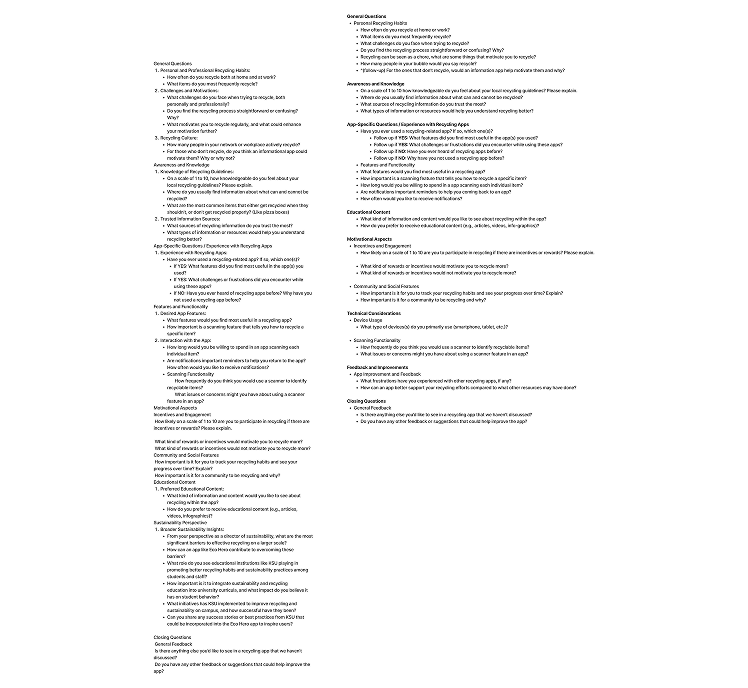 General Questions
1. Personal and Professional Recycling Habits:
• How often do you recycle both at home and at work?
• What items do you most frequently recycle?
2. Challenges and Motivations:
• What challenges do you face when trying to recycle, both
personally and professionally?
• Do you find the recycling process straightforward or confusing?
Why?
• What motivates you to recycle regularly, and what could enhance
your motivation further?
3. Recycling Culture:
• How many people in your network or workplace actively recycle?
• For those who don't recycle, do you think an informational app could
motivate them? Why or why not?
Awareness and Knowledge
1. Knowledge of Recycling Guidelines:
• On a scale of 1 to 10, how knowledgeable do you feel about your
local recycling guidelines? Please explain.
• Where do you usually find information about what can and cannot be
recycled?
• What are the most common items that either get recycled when they
shouldn't, or don't get recycled properly? (Like pizza boxes)
2. Trusted Information Sources:
• What sources of recycling information do you trust the most?
• What types of information or resources would help you understand
recycling better?
App-Specific Questions / Experience with Recycling Apps
1. Experience with Recycling Apps:
• Have you ever used a recycling-related app? If so, which one(s)?
• If YES: What features did you find most useful in the app(s) you
used?
• If YES: What challenges or frustrations did you encounter while
using these apps?
• If NO: Have you ever heard of recycling apps before? Why have you
not used a recycling app before?
Features and Functionality
1. Desired App Features:
• What features would you find most useful in a recycling app?
• How important is a scanning feature that tells you how to recycle a
specific item?
2. Interaction with the App:
• How long would you be willing to spend in an app scanning each
individual item?
• Are notifications important reminders to help you return to the app?
How often would you like to receive notifications?
• Scanning Functionality
How frequently do you think you would use a scanner to identify
recyclable items?
What issues or concerns might you have about using a scanner
feature in an app?
Motivational Aspects
Incentives and Engagement
How likely on a scale of 1 to 10 are you to participate in recycling if there are
incentives or rewards? Please explain.
What kind of rewards or incentives would motivate you to recycle more?
What kind of rewards or incentives would not motivate you to recycle more?
Community and Social Features
How important is it for you to track your recycling habits and see your
progress over time? Explain?
How important is it for a community to be recycling and why?
Educational Content
1. Preferred Educational Content:
• What kind of information and content would you like to see about
recycling within the app?
• How do you prefer to receive educational content (e.g., articles,
videos, infographics)?
Sustainability Perspective
1. Broader Sustainability Insights:
• From your perspective as a director of sustainability, what are the most
significant barriers to effective recycling on a larger scale?
• How can an app like Eco Hero contribute to overcoming these
barriers?
• What role do you see educational institutions like KSU playing in
promoting better recycling habits and sustainability practices among
students and staff?
• How important is it to integrate sustainability and recycling
education into university curricula, and what impact do you believe it
has on student behavior?
• What initiatives has KSU implemented to improve recycling and
sustainability on campus, and how successful have they been?
• Can you share any success stories or best practices from KSU that
could be incorporated into the Eco Hero app to inspire users?
Closing Questions
General Feedback
Is there anything else you'd like to see in a recycling app that we haven't
discussed?
Do you have any other feedback or suggestions that could help improve the
app?
General Questions
• Personal Recycling Habits
• How often do you recycle at home or work?
• What items do you most frequently recycle?
• What challenges do you face when trying to recycle?
• Do you find the recycling process straightforward or confusing? Why?
• Recycling can be seen as a chore, what are some things that motivate you to recycle?
• How many people in your bubble would you say recycle?
• *(follow-up) For the ones that don't recycle, would an information app help motivate them and why?
Awareness and Knowledge
• On a scale of 1 to 10 how knowledgeable do you feel about your local recycling guidelines? Please explain.
• Where do you usually find information about what can and cannot be recycled?
• What sources of recycling information do you trust the most?
• What types of information or resources would help you understand recycling better?
App-Specific Questions / Experience with Recycling Apps
• Have you ever used a recycling-related app? If so, which one(s)?
• Follow up if YES: What features did you find most useful in the app(s) you used?
• Follow up if YES: What challenges or frustrations did you encounter while using these apps?
• Follow up if NO: Have you ever heard of recycling apps before?
• Follow up if NO: Why have you not used a recycling app before?
• Features and Functionality
• What features would you find most useful in a recycling app?
• How important is a scanning feature that tells you how to recycle a specific item?
• How long would you be willing to spend in a app scanning each individual item?
• Are notifications important reminders to help you coming back to an app?
• How often would you like to receive notifications?
Educational Content
• What kind of information and content would you like to see about recycling within the app?
• How do you prefer to receive educational content (e.g., articles, videos, info-graphics)?
Motivational Aspects
• Incentives and Engagement
• How likely on a scale of 1 to 10 are you to participate in recycling if there are incentives or rewards? Please explain
• What kind of rewards or incentives would motivate you to recycle more?
• What kind of rewards or incentives would not motivate you to recycle more?
• Community and Social Features
• How important is it for you to track your recycling habits and see your progress over time? Explain?
• How important is it for a community to be recycling and why?
Technical Considerations
• Device Usage
• What type of devices(s) do you primarily use (smartphone, tablet, etc.)?
• Scanning Functionality
• How frequently do you think you would use a scanner to identify recyclable items?
• What issues or concerns might you have about using a scanner feature in an app?
Feedback and Improvements
• App Improvement and Feedback
• What frustrations have you experienced with other recycling apps, if any?
• How can an app better support your recycling efforts compared to what other resources may have done?
Closing Questions
• General Feedback
• Is there anything else you'd like to see in a recycling app that we haven't discussed?
• Do you have any other feedback or suggestions that could help improve the app?